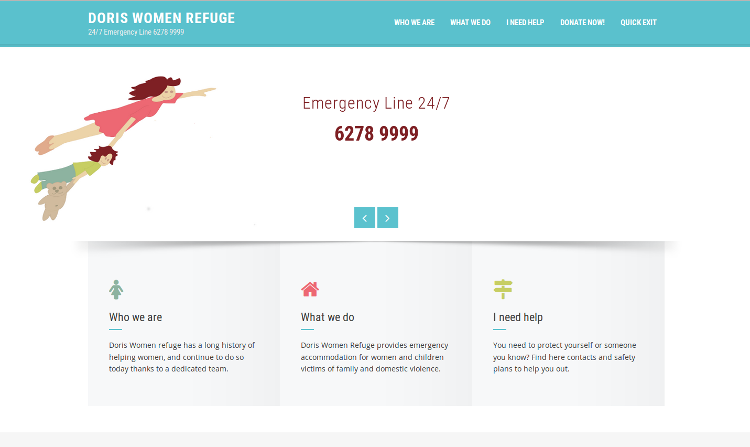 DORIS WOMEN REFUGE
24/7 Emergency Line 6278 9999
WHO WE ARE WHAT WE DO I NEED HELP DONATE NOW! QUICK EXIT
Emergency Line 24/7
6278 9999
Who we are
Doris Women refuge has a long history of
helping women, and continue to do so
today thanks to a dedicated team.
What we do
Doris Women Refuge provides emergency
accommodation for women and children
victims of family and domestic violence.
I need help
You need to protect yourself or someone
you know? Find here contacts and safety
plans to help you out.